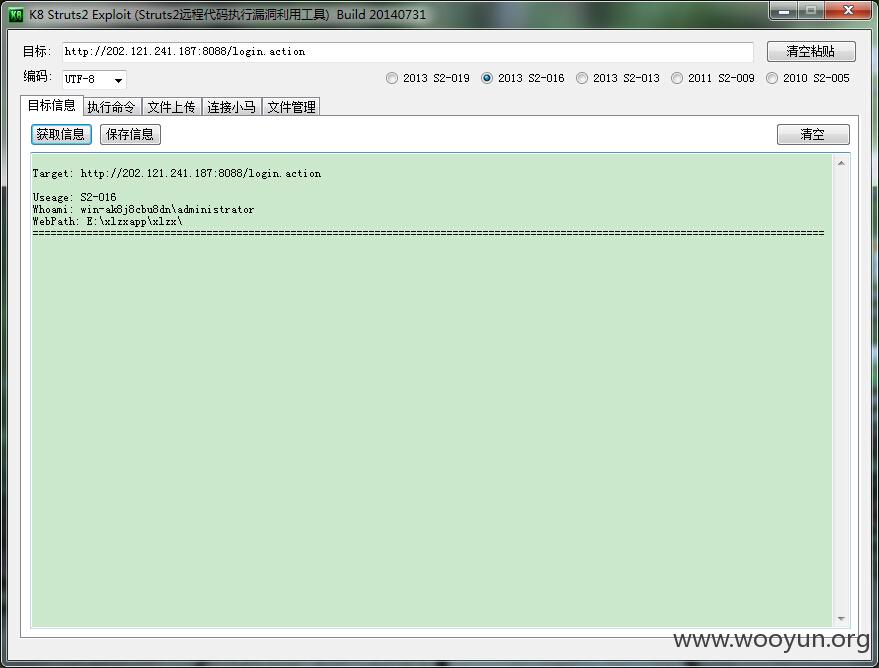 K8 Struts2 Exploit (Struts2远程代码执行漏洞利用工具) Build 20140731
目标: http://202.121.241.187:8088/login.action 清空粘贴
编码: UTF-8 2013 S2-019 2013 S2-016 2013 S2-013 2011 S2-009 2010 S2-005
目标信息 执行命令 文件上传 连接小马 文件管理
获取信息 保存信息 清空
Target: http://202.121.241.187:8088/login.action
Useage: S2-016
Whoami: win-ak8j8cbu8dn\administrator
WebPath: E:\xlzxapp\xlzx\
www.wooyun.org